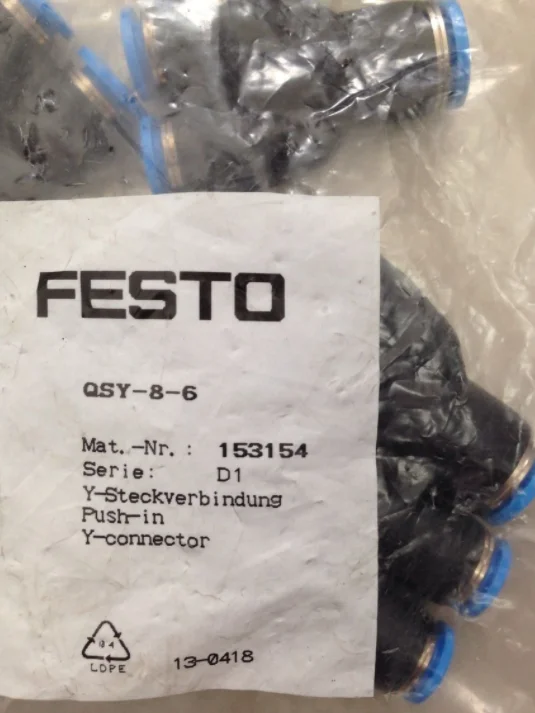 FESTO
QSY-8-6
Mat.-Nr.: 153154
Serie: D1
Y-Steckverbindung
Push-in
Y-connector
04
LDPE
13-0418